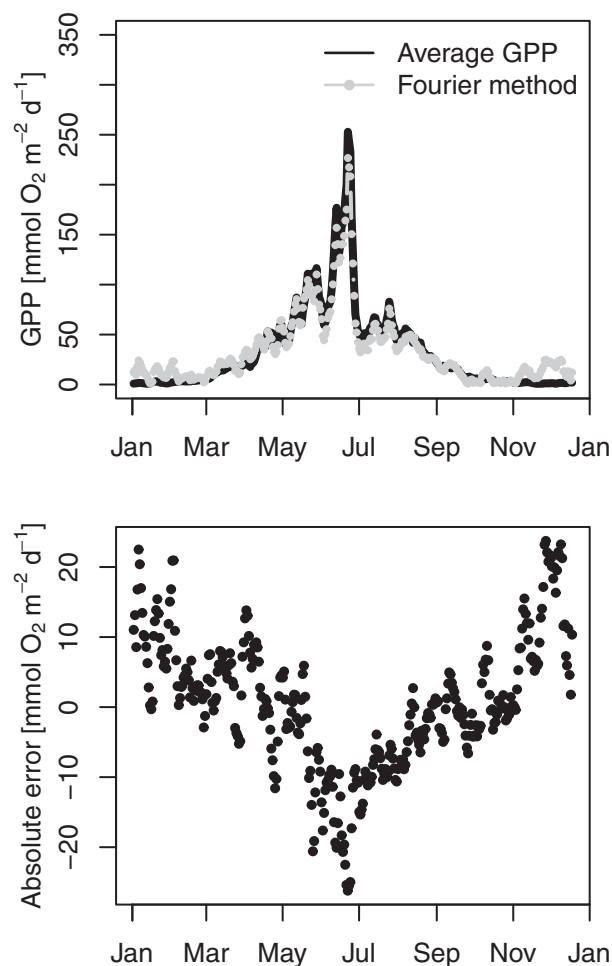 GPP [mmol O₂ m⁻² d⁻¹]
350
250
150
50
0
Average GPP
Fourier method
Jan Mar May Jul Sep Nov Jan
Absolute error [mmol O₂ m⁻² d⁻¹]
20
10
0
−10
−20
Jan Mar May Jul Sep Nov Jan